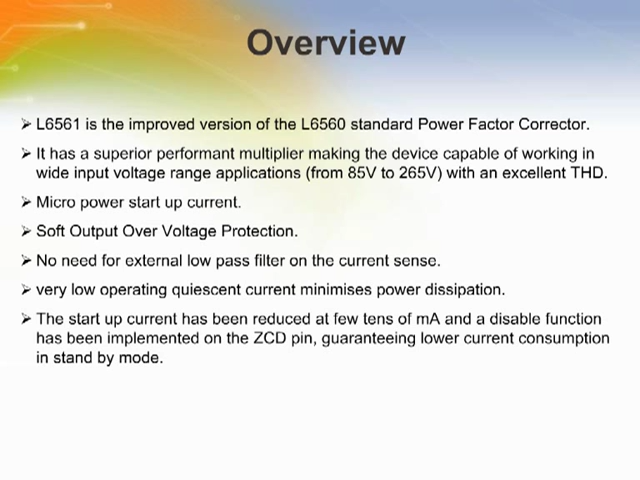 Overview
➢ L6561 is the improved version of the L6560 standard Power Factor Corrector.
➢ It has a superior performant multiplier making the device capable of working in
wide input voltage range applications (from 85V to 265V) with an excellent THD.
➢ Micro power start up current.
➢ Soft Output Over Voltage Protection.
➢ No need for external low pass filter on the current sense.
➢ very low operating quiescent current minimises power dissipation.
➢ The start up current has been reduced at few tens of mA and a disable function
has been implemented on the ZCD pin, guaranteeing lower current consumption
in stand by mode.